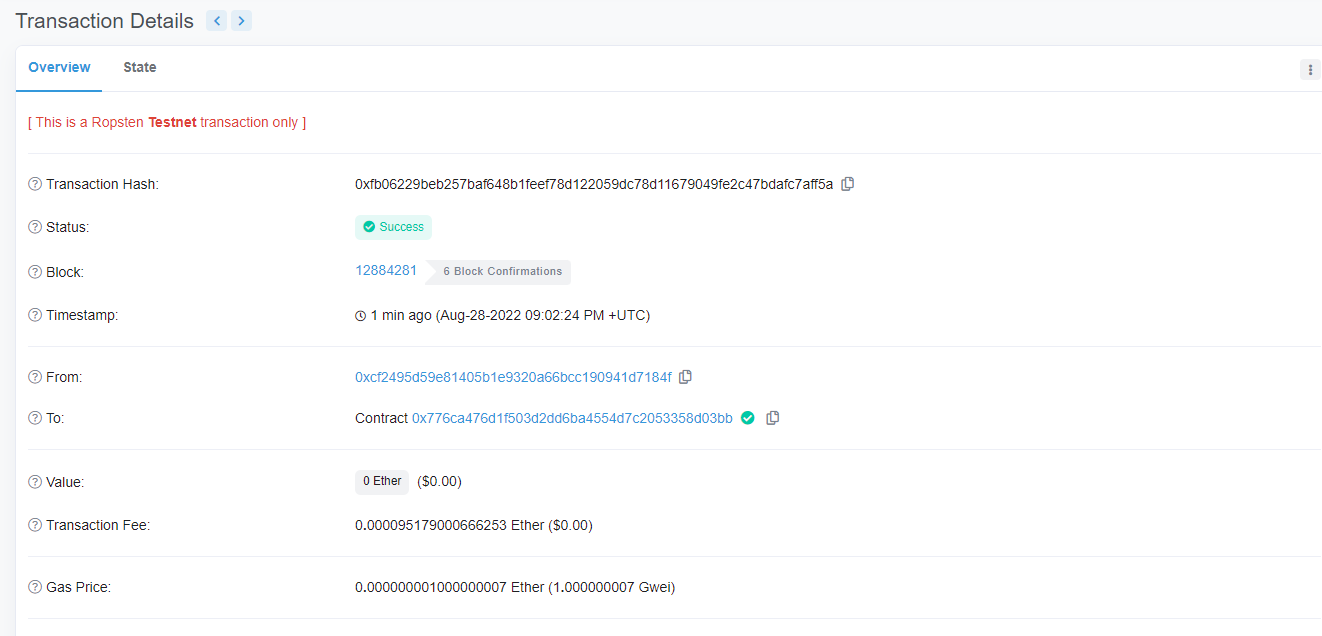 Transaction Details
Overview State
[ This is a Ropsten Testnet transaction only ]
Transaction Hash: 0xfb06229beb257baf648b1feef78d122059dc78d11679049fe2c47bdafc7aff5a
Status: Success
Block: 12884281 6 Block Confirmations
Timestamp: 1 min ago (Aug-28-2022 09:02:24 PM +UTC)
From: 0xcf2495d59e81405b1e9320a66bcc190941d7184f
To: Contract 0x776ca476d1f503d2dd6ba4554d7c2053358d03bb
Value: 0 Ether ($0.00)
Transaction Fee: 0.000095179000666253 Ether ($0.00)
Gas Price: 0.000000001000000007 Ether (1.000000007 Gwei)